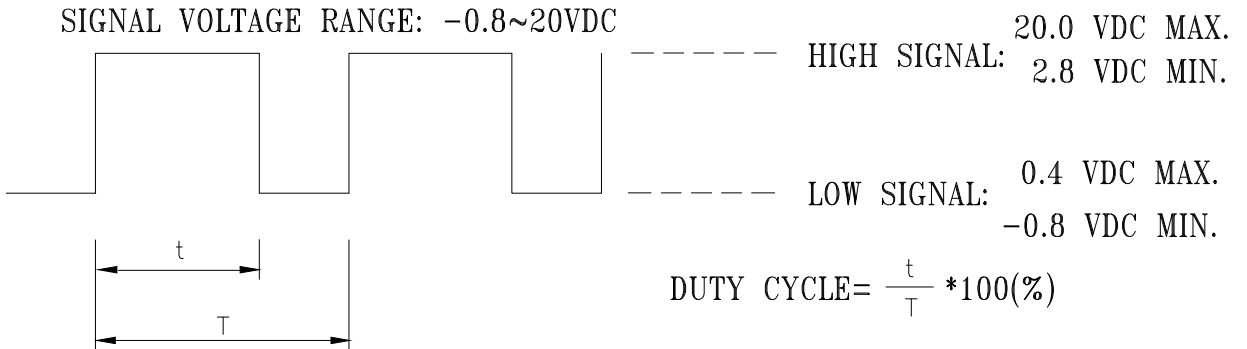 SIGNAL VOLTAGE RANGE: -0.8~20VDC
HIGH SIGNAL: 20.0 VDC MAX.
2.8 VDC MIN.
LOW SIGNAL: 0.4 VDC MAX.
-0.8 VDC MIN.
t
T
DUTY CYCLE= t/T *100(%)